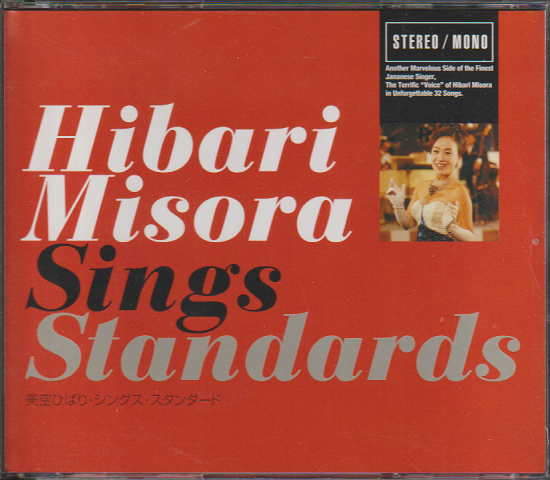 STEREO/MONO
Another Marvelous Side of the Finest
Jananese Singer,
The Terrific "Voice" of Hibari Misora
in Unforgettable 32 Songs.
Hibari
Misora
Sings
Standards
美空ひばり・シングス・スタンダード